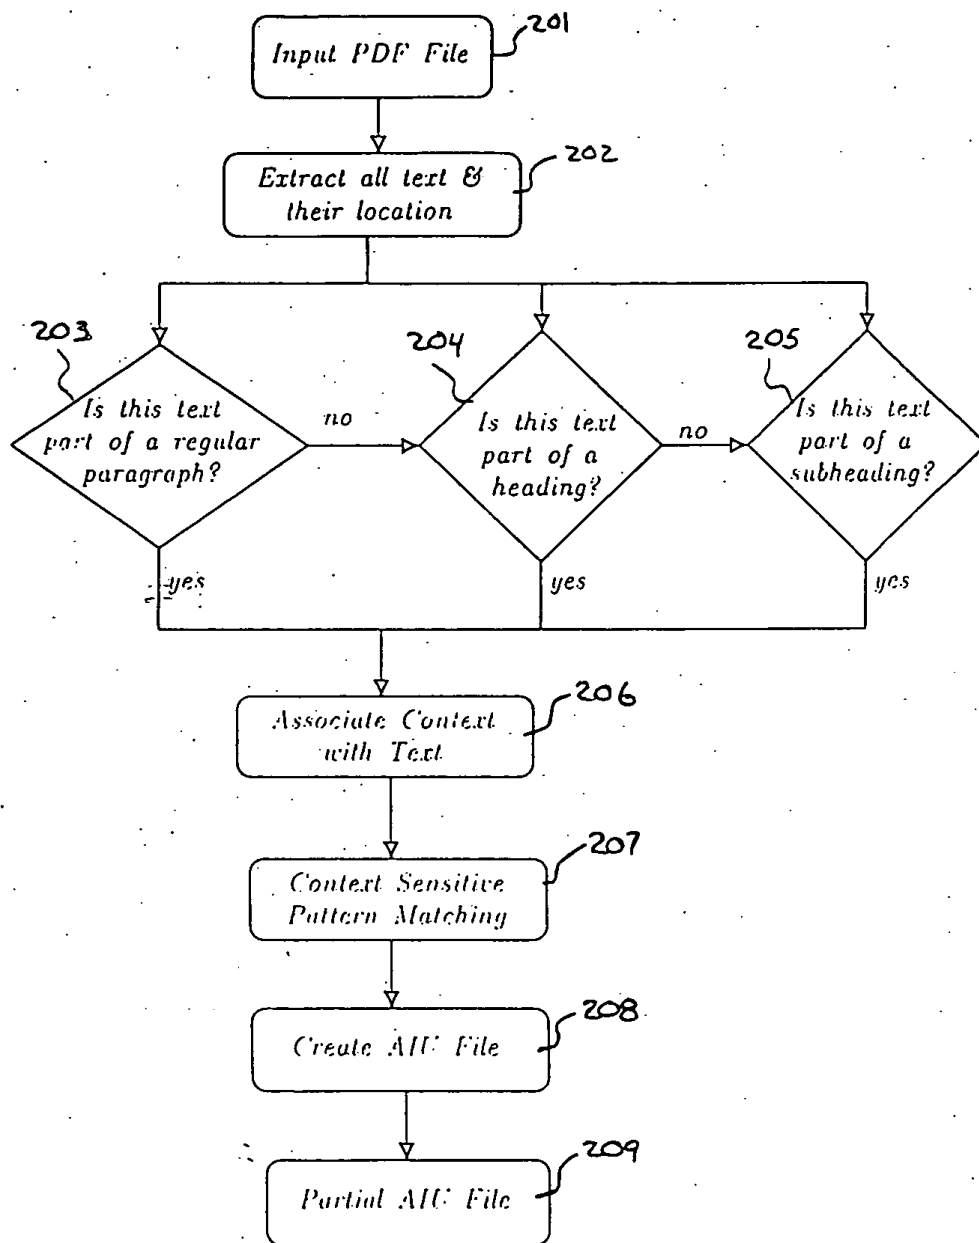 201
Input PDF File
202
Extract all text &
their location
203
Is this text
part of a regular
paragraph?
no
204
Is this text
part of a
heading?
no
205
Is this text
part of a
subheading?
yes
yes
yes
206
Associate Context
with Text
207
Context Sensitive
Pattern Matching
208
Create File
209
Partial File